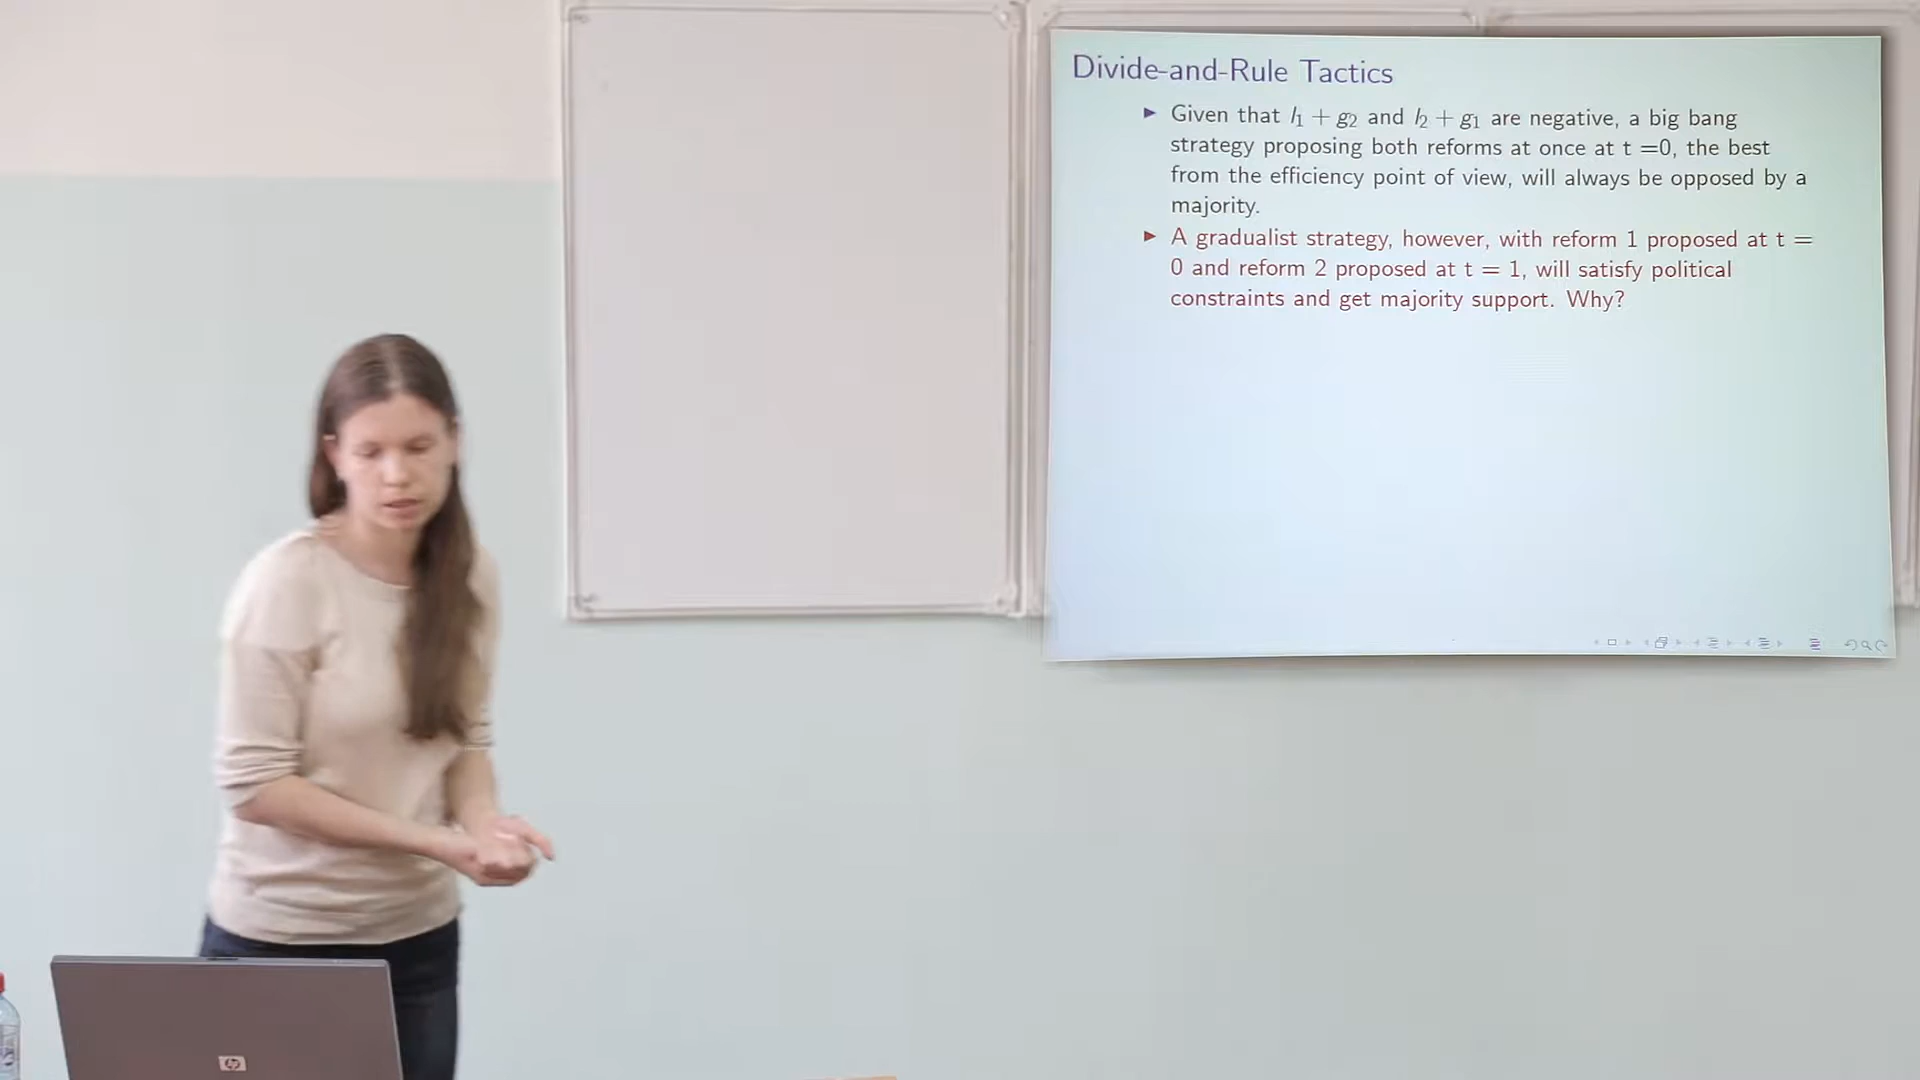 Divide-and-Rule Tactics
▶ Given that l₁ + g₂ and l₂ + g₁ are negative, a big bang
strategy proposing both reforms at once at t =0, the best
from the efficiency point of view, will always be opposed by a
majority.
▶ A gradualist strategy, however, with reform 1 proposed at t =
0 and reform 2 proposed at t = 1, will satisfy political
constraints and get majority support. Why?
hp